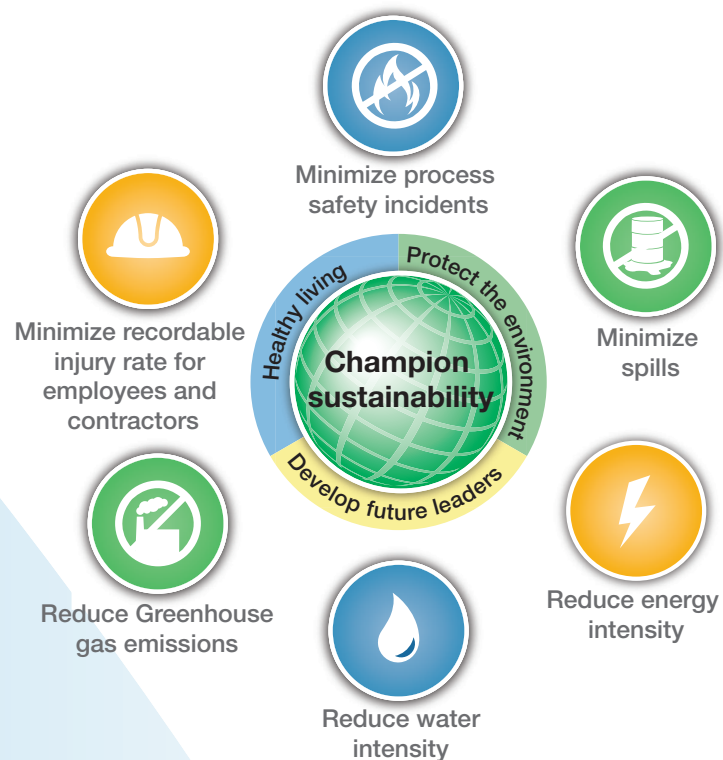 Minimize process
safety incidents
Minimize recordable
injury rate for
employees and
contractors
Healthy living
Protect the environment
Champion
sustainability
Develop future leaders
Minimize
spills
Reduce Greenhouse
gas emissions
Reduce energy
intensity
Reduce water
intensity